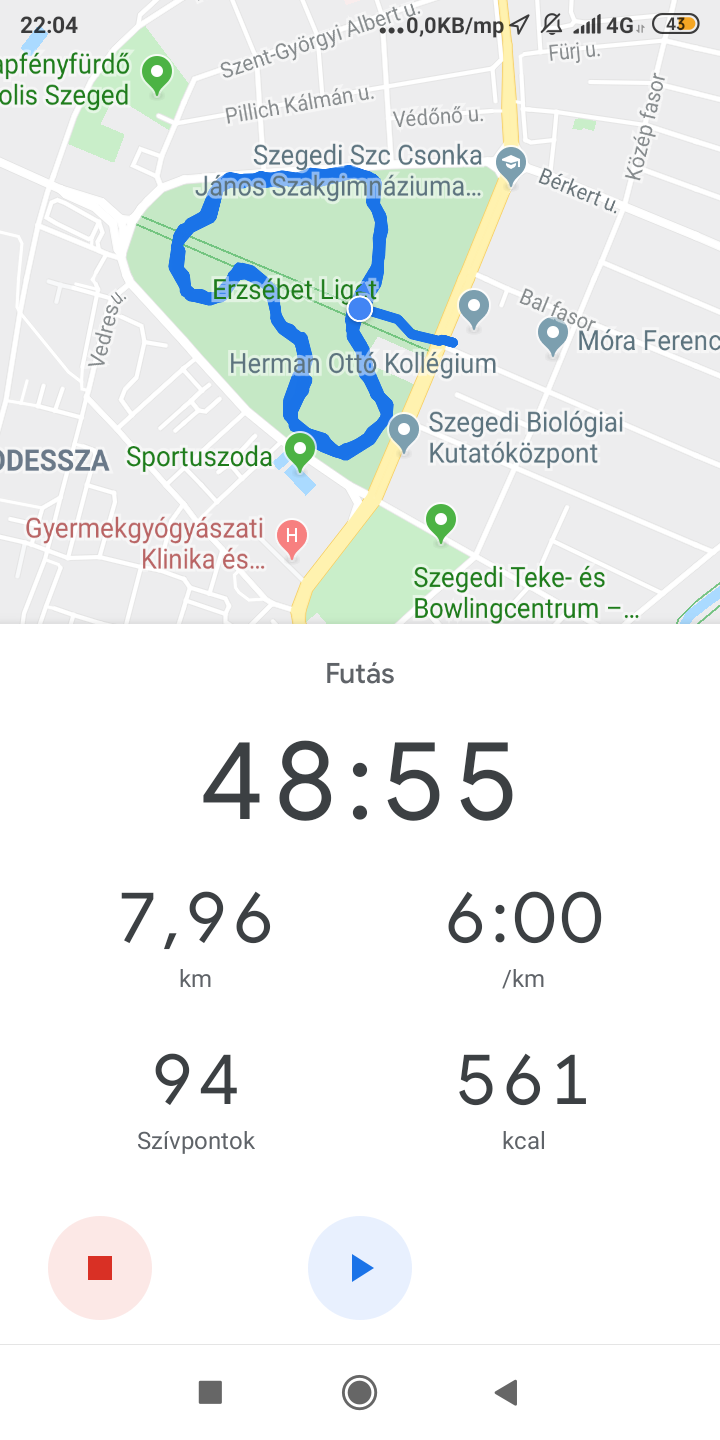 22:04
...0,0KB/mp 4G 43
Szent-Györgyi Albert u.
Fürj u.
apfényfürdő
olis Szeged
Pillich Kálmán u.
Védőnő u.
Közép fasor
Szegedi Szc Csonka
János Szakgimnáziuma...
Bérkert u.
Erzsébet Liget
Vedres u.
Bal fasor
Móra Ferenc
Herman Ottó Kollégium
Szegedi Biológiai
Kutatóközpont
ODESSZA
Sportuszoda
Gyermekgyógyászati
Klinika és...
H
Szegedi Teke- és
Bowlingcentrum –...
Futás
48:55
7,96
km
6:00
/km
94
Szívpontok
561
kcal